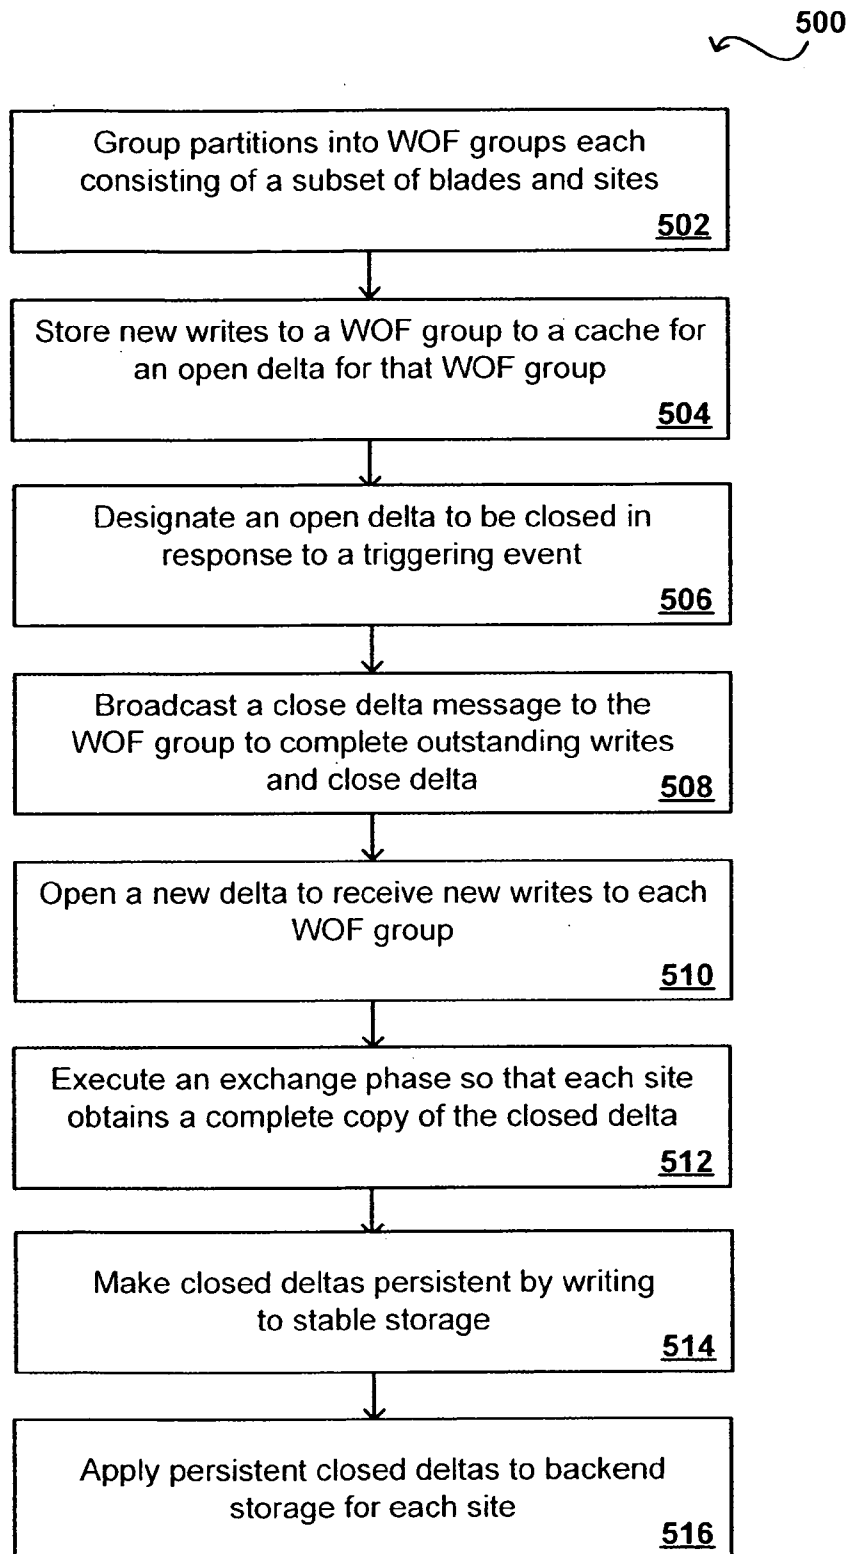 500
Group partitions into WOF groups each
consisting of a subset of blades and sites
502
Store new writes to a WOF group to a cache for
an open delta for that WOF group
504
Designate an open delta to be closed in
response to a triggering event
506
Broadcast a close delta message to the
WOF group to complete outstanding writes
and close delta
508
Open a new delta to receive new writes to each
WOF group
510
Execute an exchange phase so that each site
obtains a complete copy of the closed delta
512
Make closed deltas persistent by writing
to stable storage
514
Apply persistent closed deltas to backend
storage for each site
516